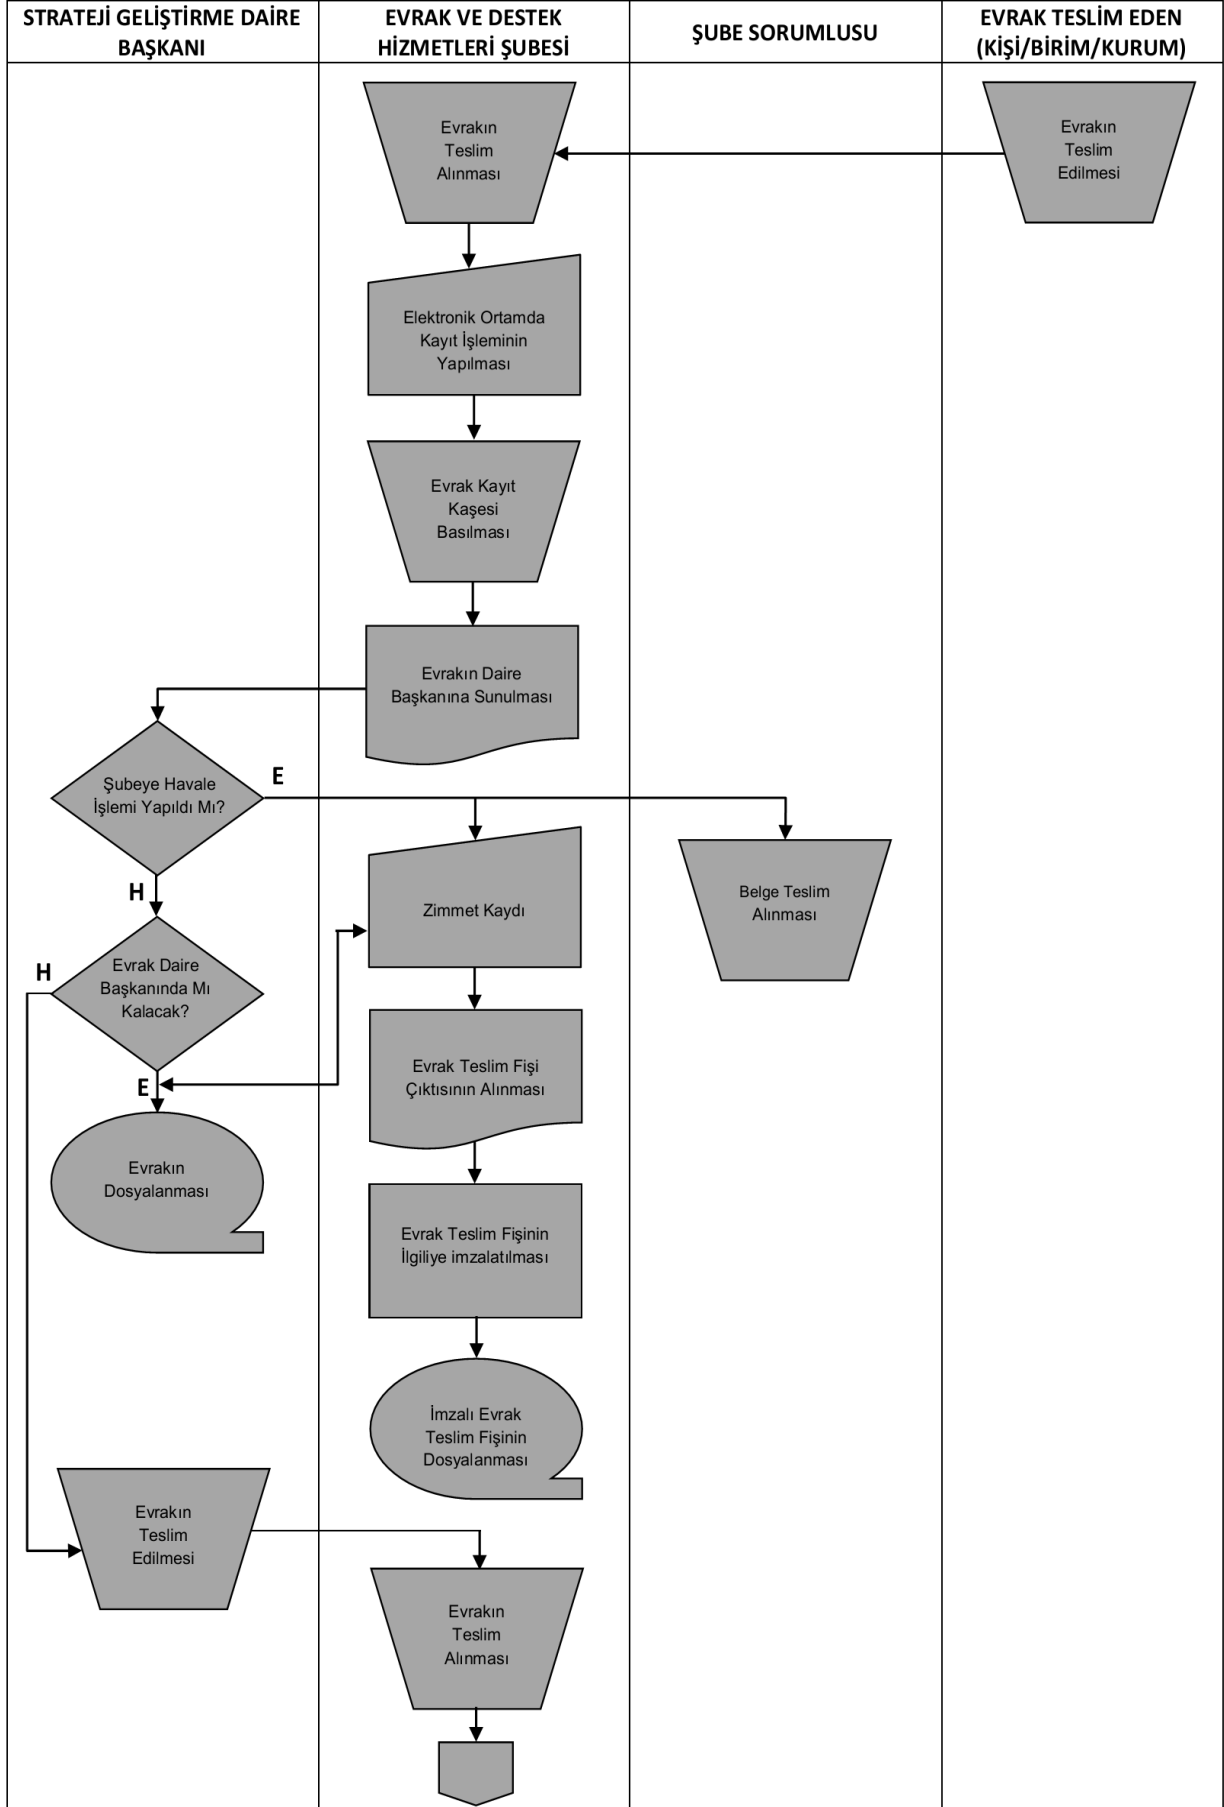 STRATEJİ GELİŞTİRME DAİRE
BAŞKANI
EVRAK VE DESTEK
HİZMETLERİ ŞUBESİ
ŞUBE SORUMLUSU
EVRAK TESLİM EDEN
(KİŞİ/BİRİM/KURUM)
Evrakın
Teslim
Alınması
Evrakın
Teslim
Edilmesi
Elektronik Ortamda
Kayıt İşleminin
Yapılması
Evrak Kayıt
Kaşesi
Basılması
Evrakın Daire
Başkanına Sunulması
Şubeye Havale
İşlemi Yapıldı Mı?
E
H
Zimmet Kaydı
Belge Teslim
Alınması
Evrak Daire
Başkanında Mı
Kalacak?
H
E
Evrak Teslim Fişi
Çıktısının Alınması
Evrakın
Dosyalanması
Evrak Teslim Fişinin
İlgiliye imzalatılması
İmzalı Evrak
Teslim Fişinin
Dosyalanması
Evrakın
Teslim
Edilmesi
Evrakın
Teslim
Alınması